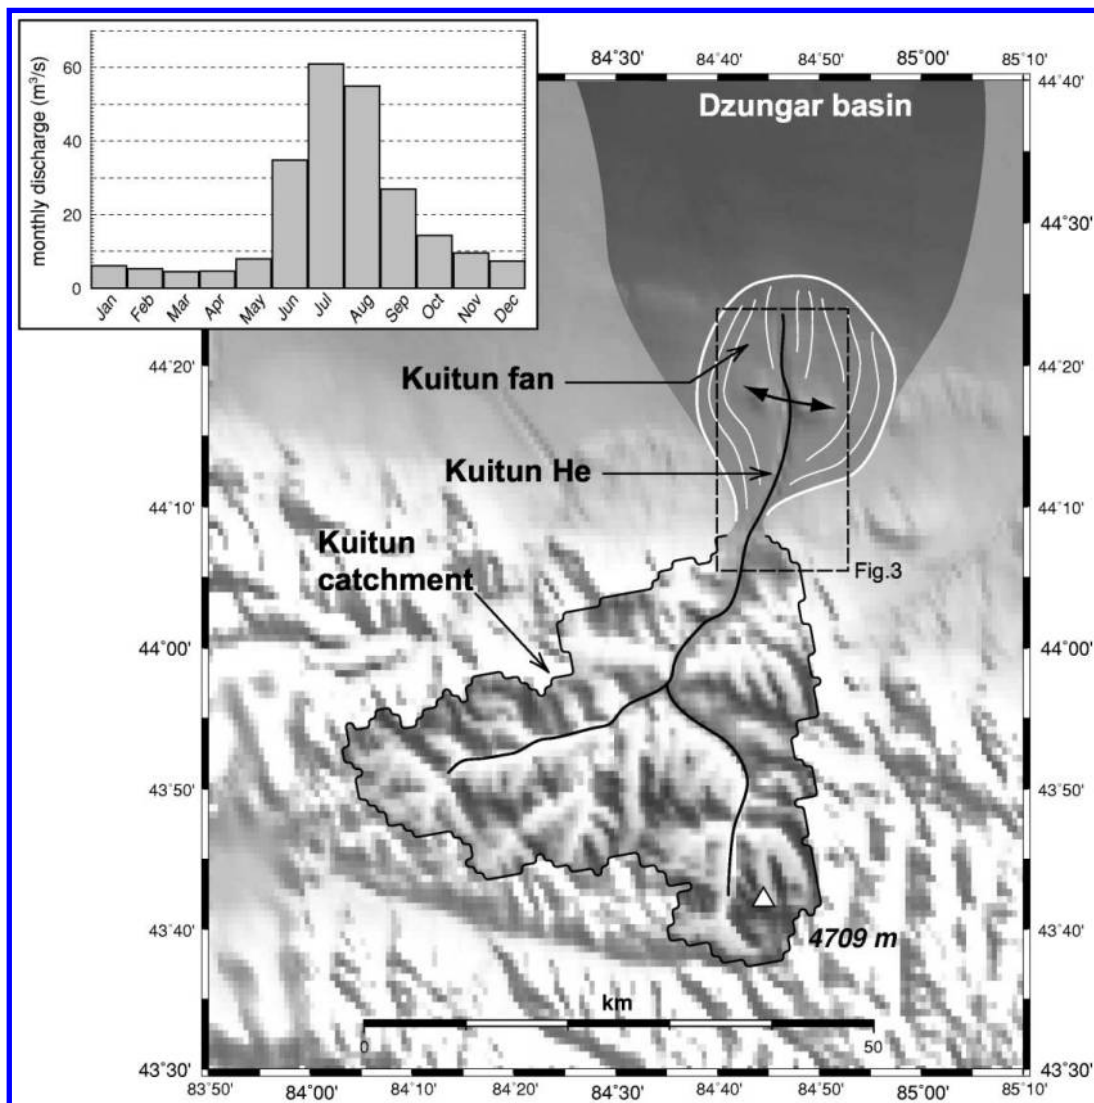 monthly discharge (m³/s)
60
40
20
0
Jan
Feb
Mar
Apr
May
Jun
Jul
Aug
Sep
Oct
Nov
Dec
84˚30' 84˚40' 84˚50' 85˚00' 85˚10'
44˚40' 
Dzungar basin
44˚30'
44˚20' 44˚20'
Kuitun fan
Kuitun He
44˚10' 44˚10'
Kuitun
catchment
Fig.3
44˚00' 44˚00'
43˚50' 43˚50'
43˚40' 43˚40'
4709 m
km
0 50
43˚30' 43˚30'
83˚50' 84˚00' 84˚10' 84˚20' 84˚30' 84˚40' 84˚50' 85˚00' 85˚10'